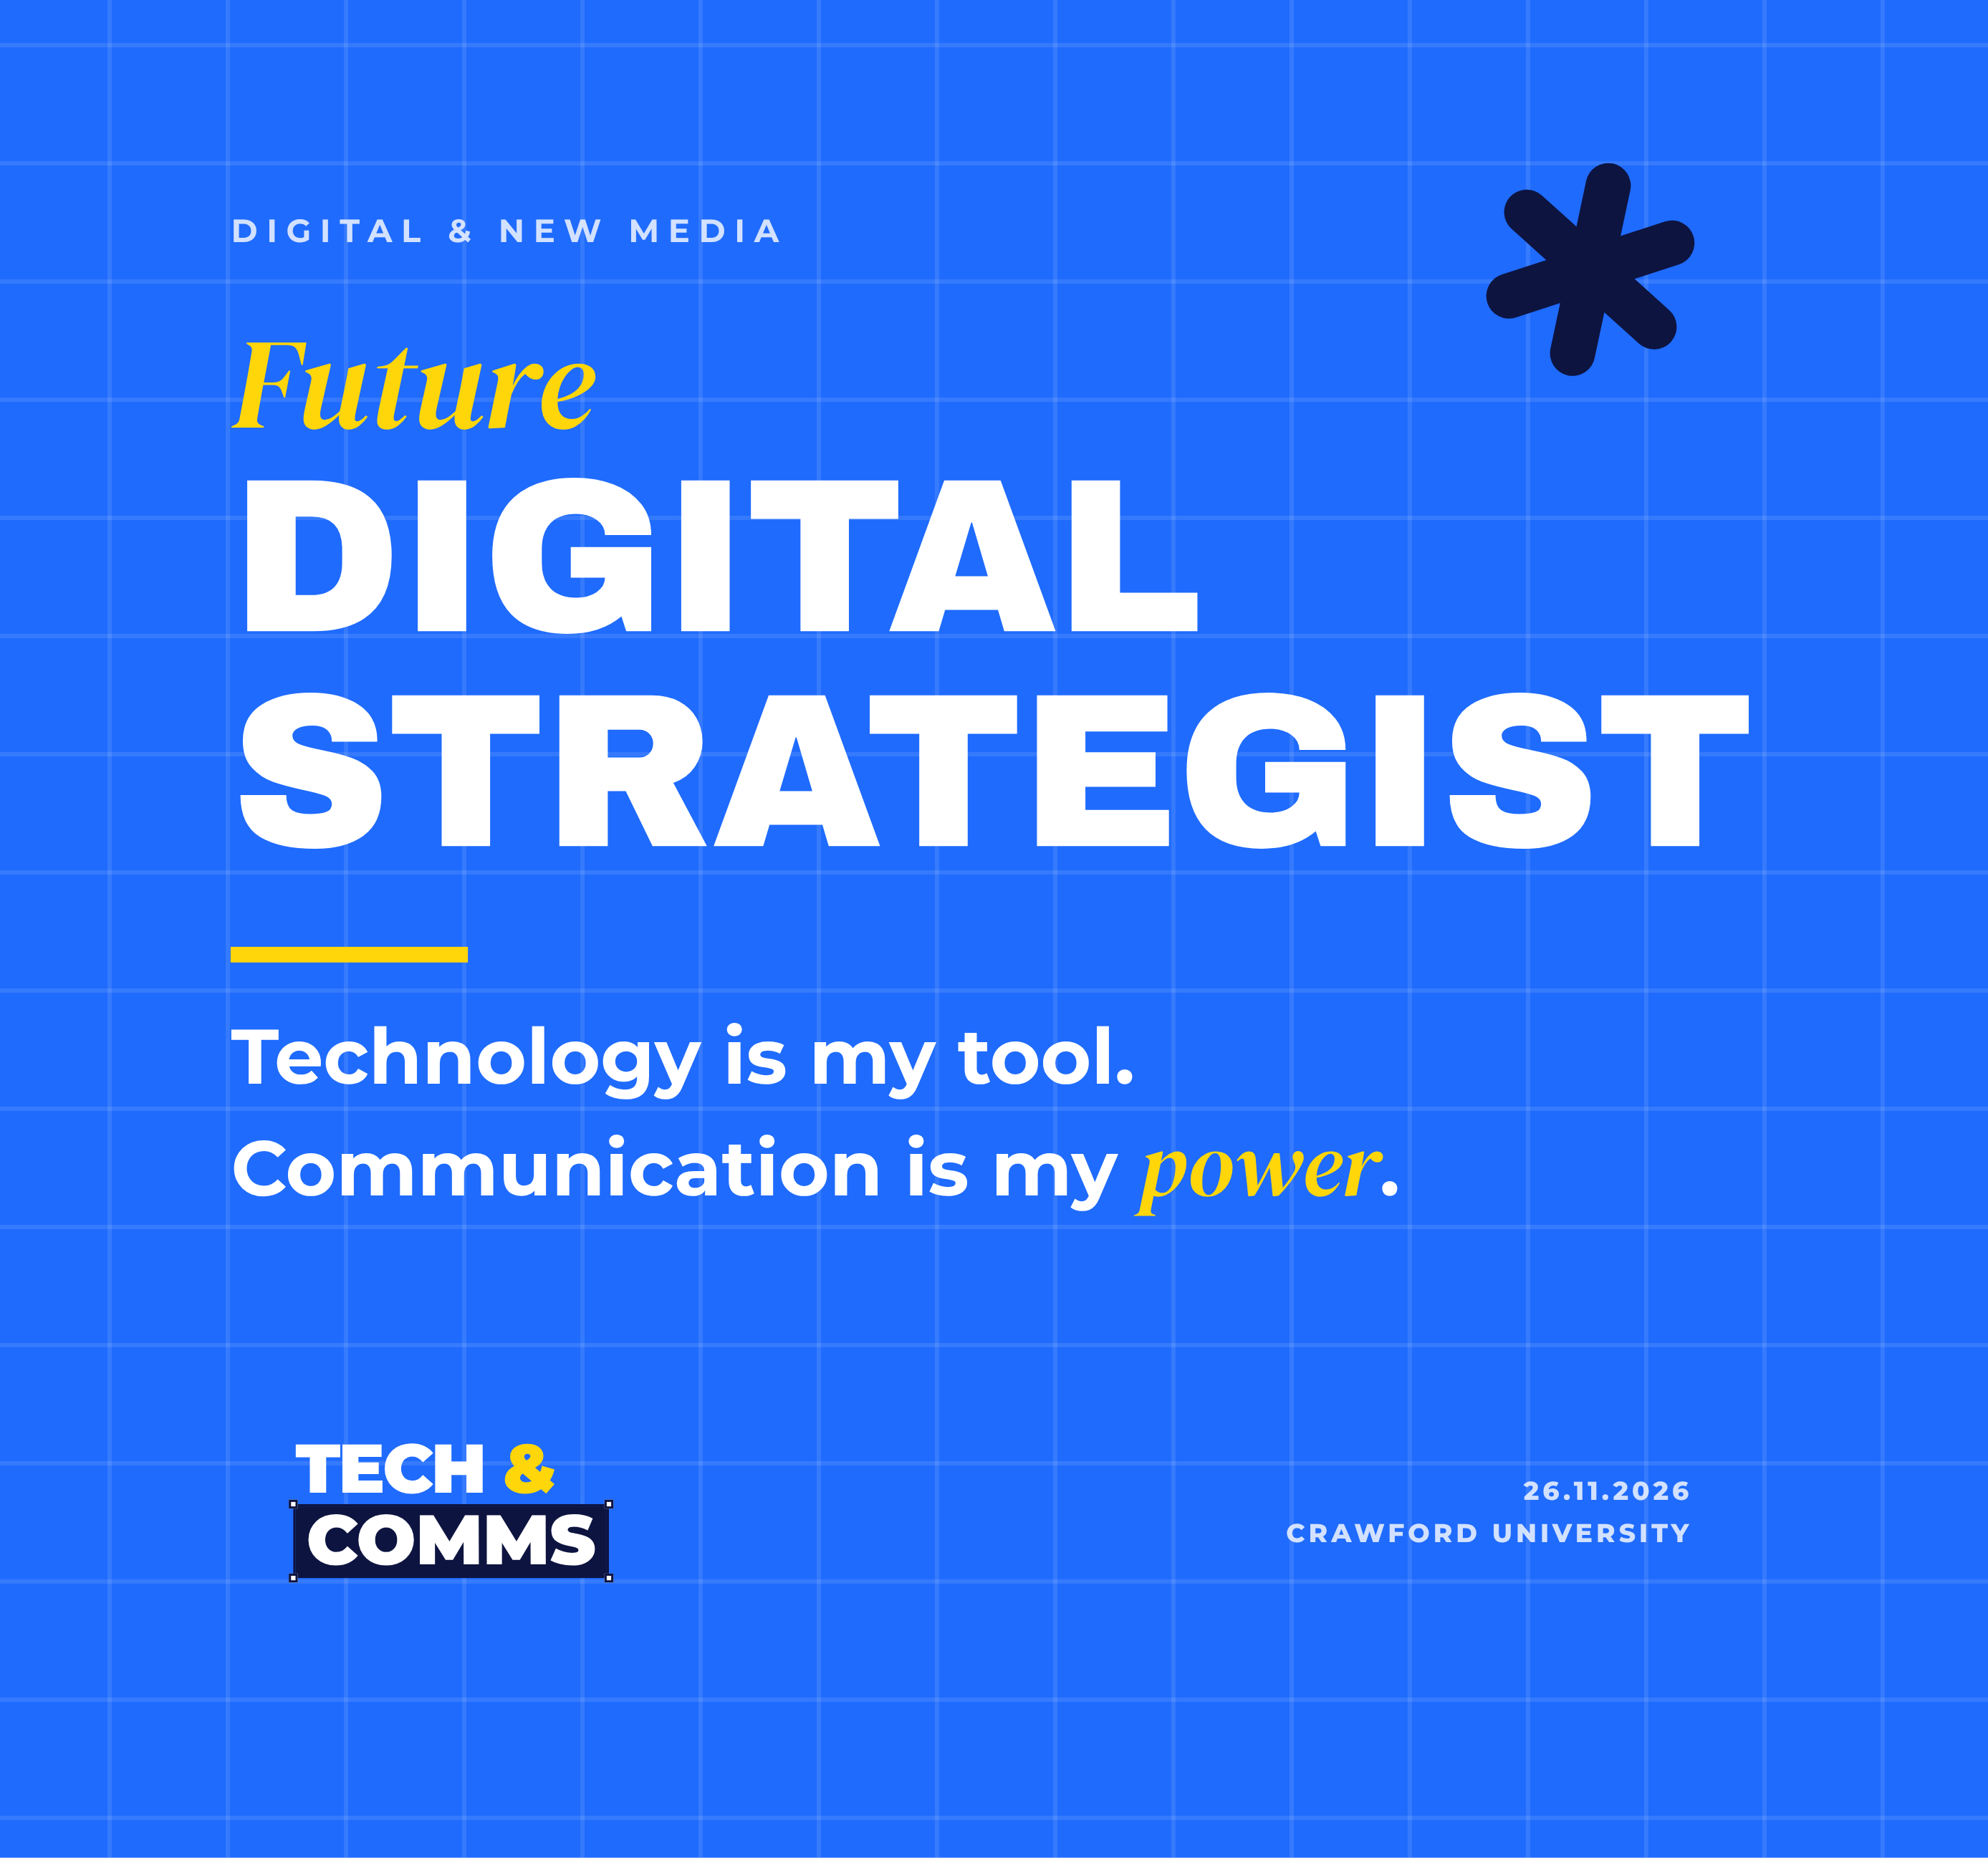 DIGITAL & NEW MEDIA
Future
DIGITAL
STRATEGIST
Technology is my tool.
Communication is my power.
TECH &
COMMS
26.11.2026
CRAWFORD UNIVERSITY